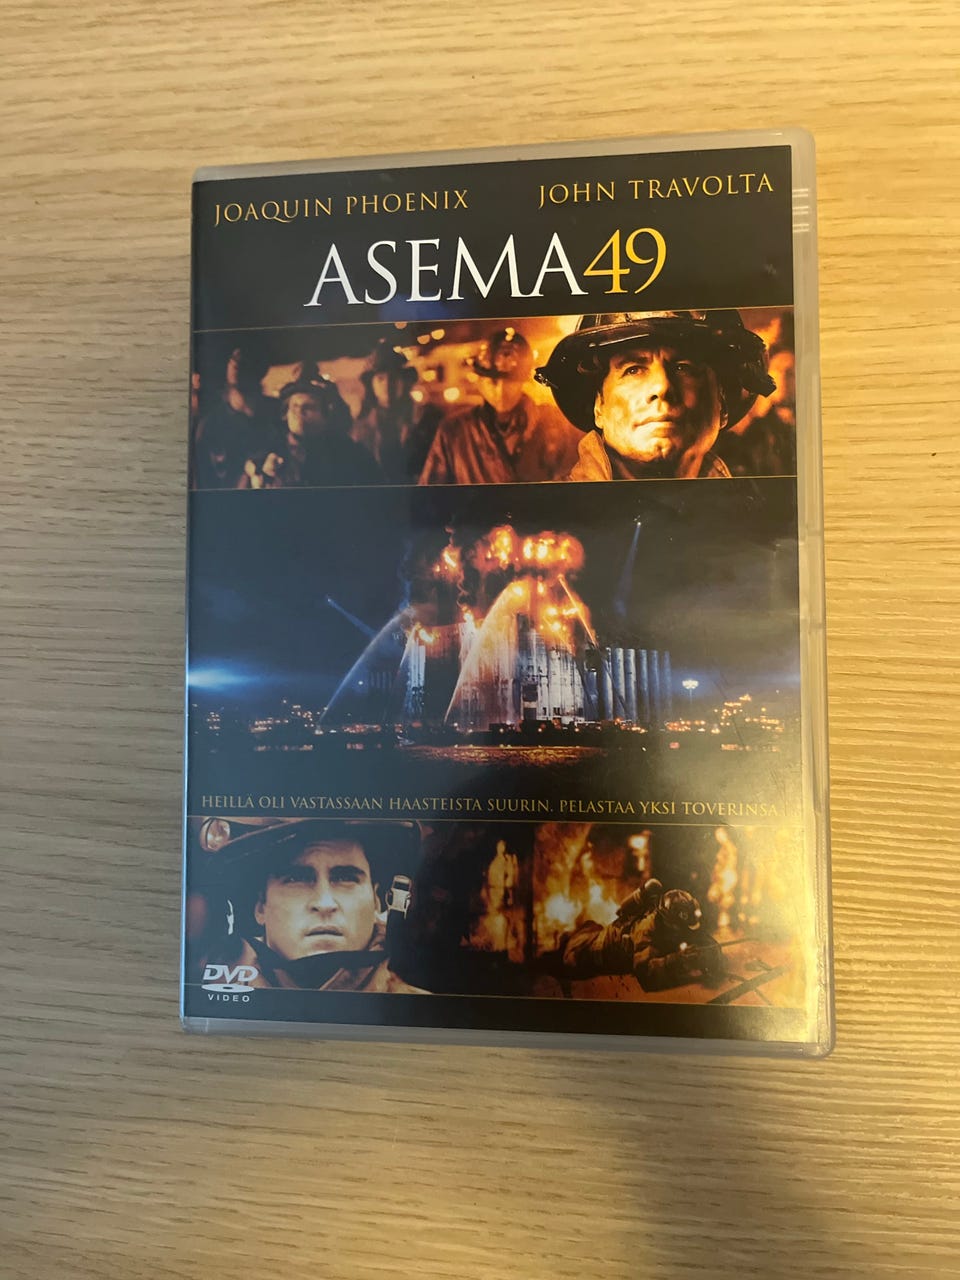 JOAQUIN PHOENIX JOHN TRAVOLTA
ASEMA49
HEILLÄ OLI VASTASSAAN HAASTEISTA SUURIN. PELASTAA YKSI TOVERINSA
DVD
VIDEO